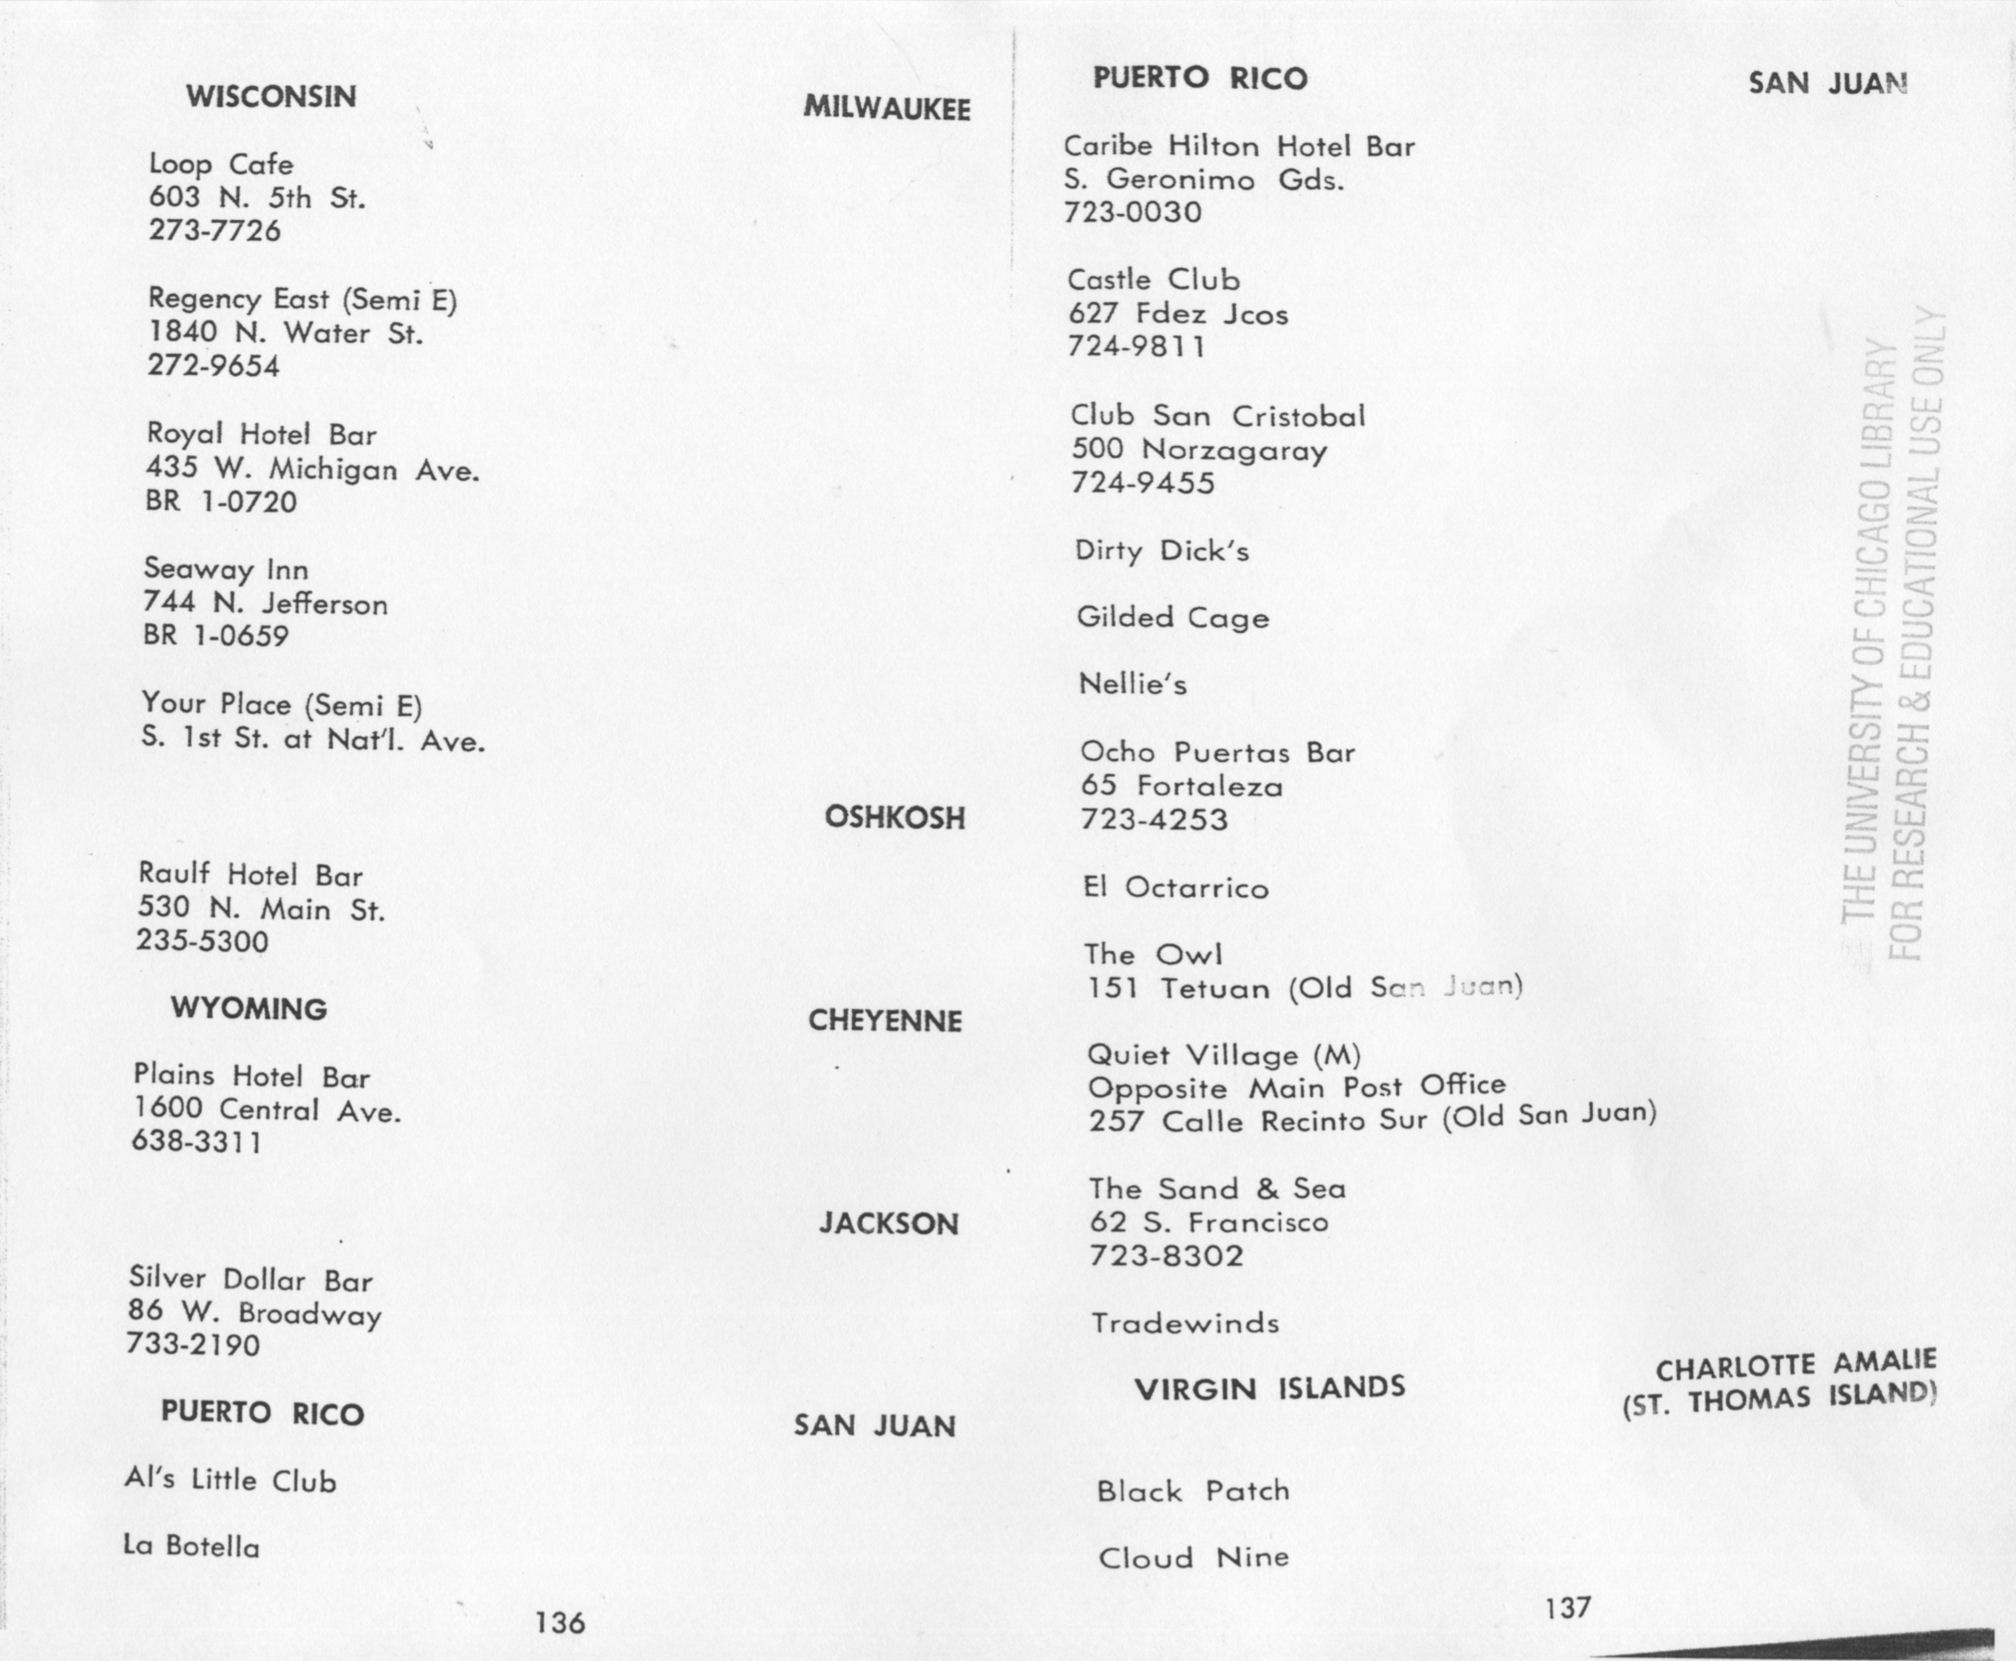 WISCONSIN
MILWAUKEE
Loop Cafe
603 N. 5th St.
273-7726
Regency East (Semi E)
1840 N. Water St.
272-9654
Royal Hotel Bar
435 W. Michigan Ave.
BR 1-0720
Seaway Inn
744 N. Jefferson
BR 1-0659
Your Place (Semi E)
S. 1st St. at Nat'l. Ave.
OSHKOSH
Raulf Hotel Bar
530 N. Main St.
235-5300
WYOMING
CHEYENNE
Plains Hotel Bar
1600 Central Ave.
638-3311
JACKSON
Silver Dollar Bar
86 W. Broadway
733-2190
PUERTO RICO
SAN JUAN
Al's Little Club
La Botella
136
PUERTO RICO
SAN JUAN
Caribe Hilton Hotel Bar
S. Geronimo Gds.
723-0030
Castle Club
627 Fdez Jcos
724-9811
Club San Cristobal
500 Norzagaray
724-9455
Dirty Dick's
Gilded Cage
Nellie's
Ocho Puertas Bar
65 Fortaleza
723-4253
El Octarrico
The Owl
151 Tetuan (Old San Juan)
Quiet Village (M)
Opposite Main Post Office
257 Calle Recinto Sur (Old San Juan)
The Sand & Sea
62 S. Francisco
723-8302
Tradewinds
VIRGIN ISLANDS
CHARLOTTE AMALIE
(ST. THOMAS ISLAND)
Black Patch
Cloud Nine
137
THE UNIVERSITY OF CHICAGO LIBRARY
FOR RESEARCH & EDUCATIONAL USE ONLY